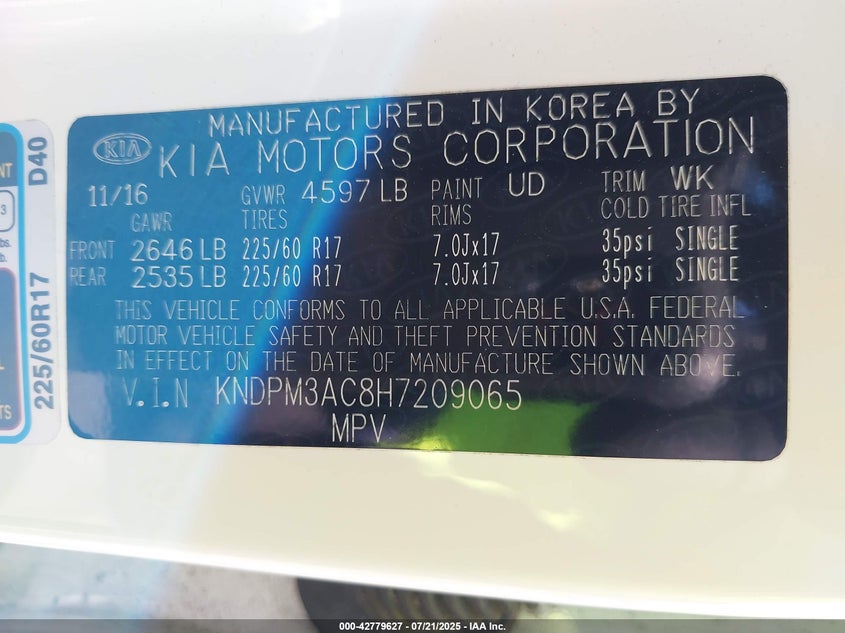 MANUFACTURED IN KOREA BY
KIA KIA MOTORS CORPORATION
11/16 GVWR 4597 LB PAINT UD TRIM WK
GAWR TIRES RIMS COLD TIRE INFL
FRONT 2646 LB 225/60 R17 7.0Jx17 35psi SINGLE
REAR 2535 LB 225/60 R17 7.0Jx17 35psi SINGLE
THIS VEHICLE CONFORMS TO ALL APPLICABLE U.S.A. FEDERAL
MOTOR VEHICLE SAFETY AND THEFT PREVENTION STANDARDS
IN EFFECT ON THE DATE OF MANUFACTURE SHOWN ABOVE.
V.I.N KNDPM3AC8H7209065
MPV
225/60R17 D40
000-42779627 - 07/21/2025 - IAA Inc.